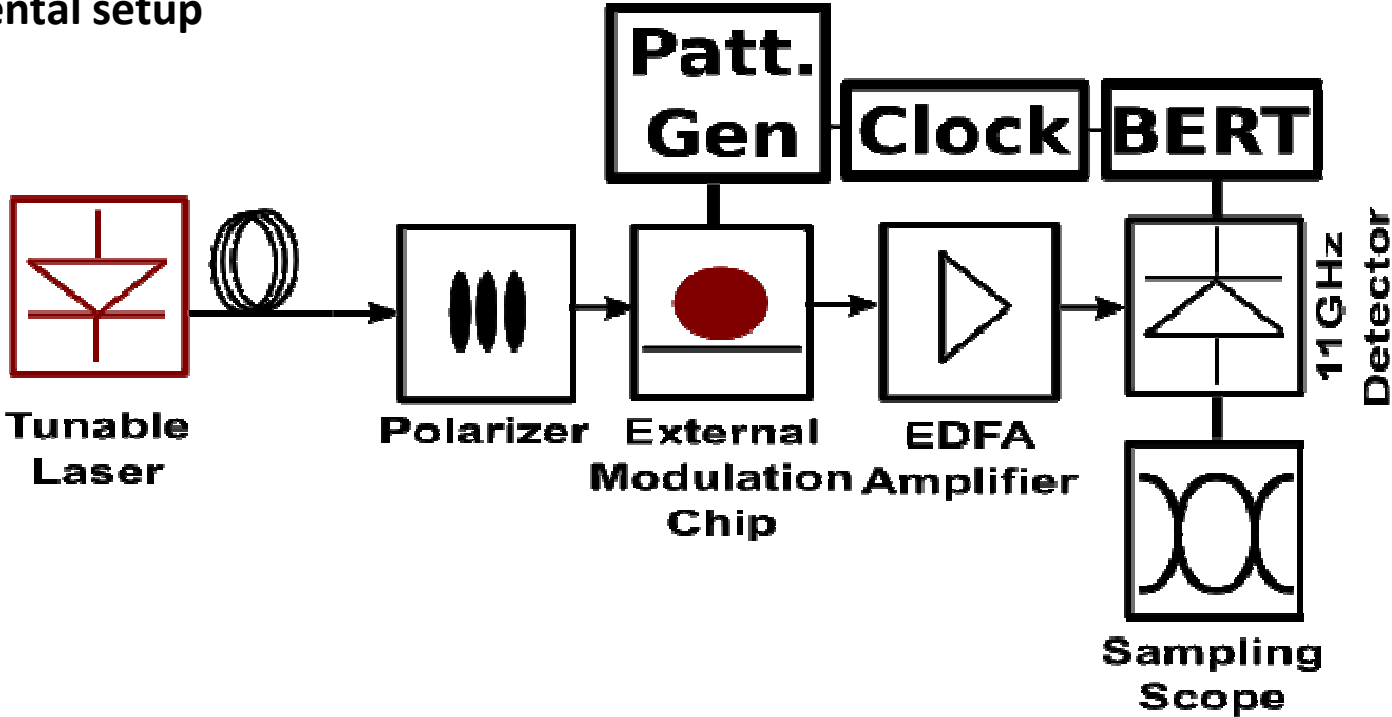 ental setup
Patt.
Gen
Clock
BERT
Tunable
Laser
Polarizer
External
Modulation
Chip
EDFA
Amplifier
11GHz
Detector
Sampling
Scope